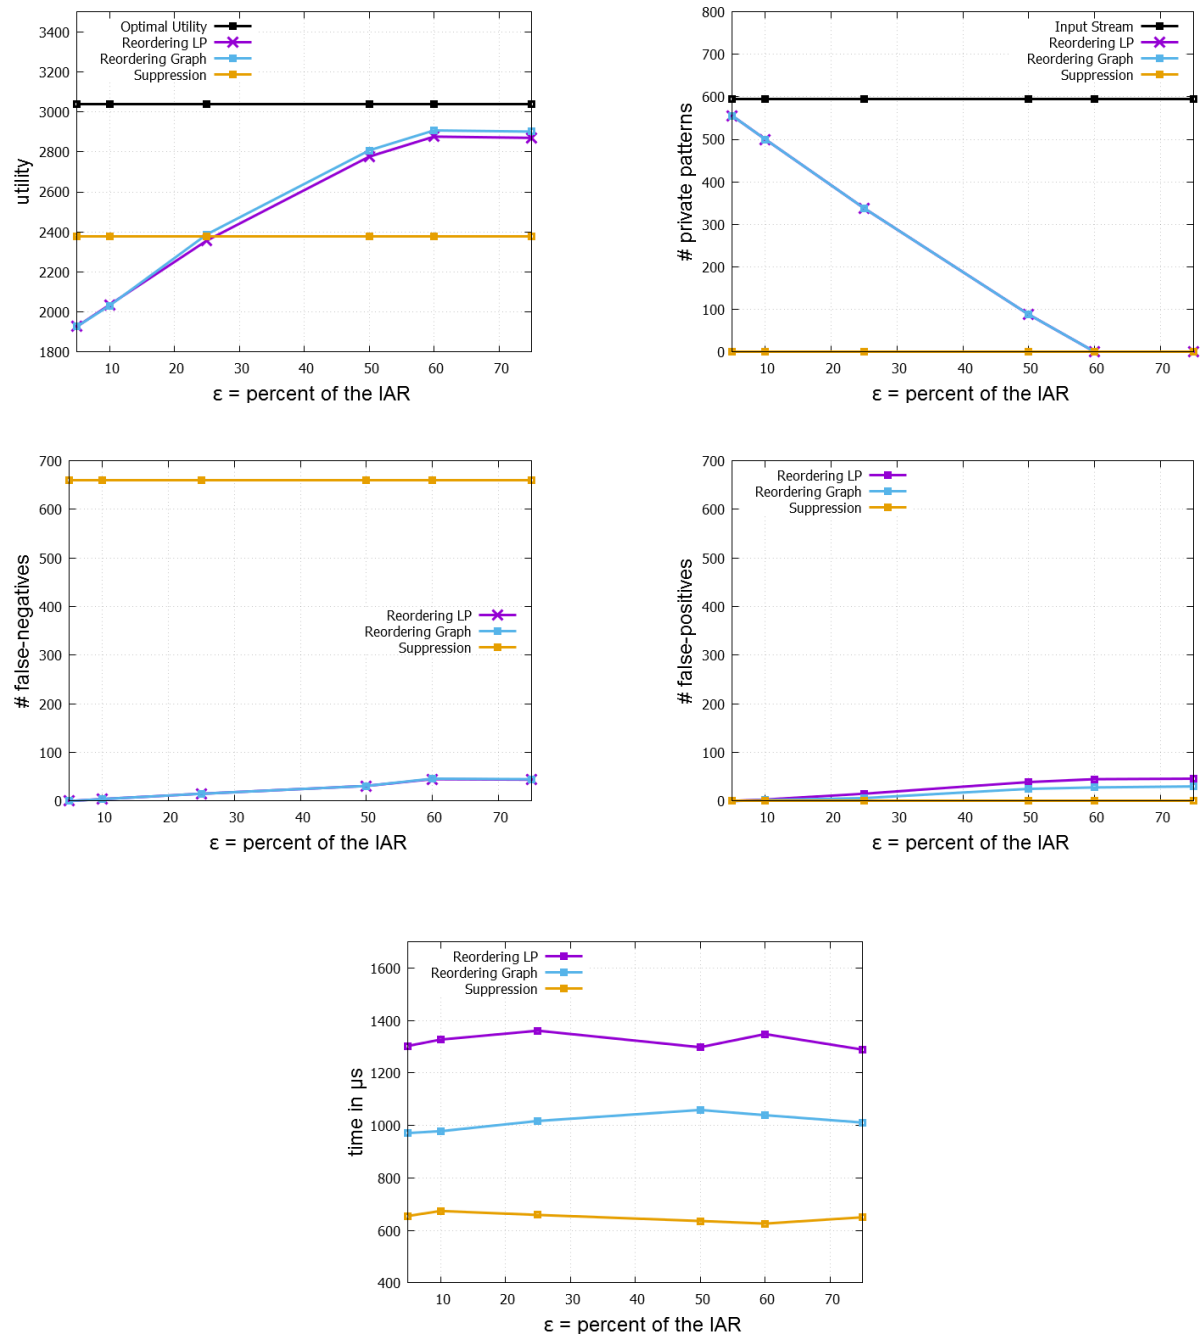 3400
3200
3000
2800
2600
2400
2200
2000
1800
utility
Optimal Utility
Reordering LP
Reordering Graph
Suppression
10 20 30 40 50 60 70
ε = percent of the IAR
800
700
600
500
400
300
200
100
0
# private patterns
Input Stream
Reordering LP
Reordering Graph
Suppression
10 20 30 40 50 60 70
ε = percent of the IAR
700
600
500
400
300
200
100
0
# false-negatives
Reordering LP
Reordering Graph
Suppression
10 20 30 40 50 60 70
ε = percent of the IAR
700
600
500
400
300
200
100
0
# false-positives
Reordering LP
Reordering Graph
Suppression
10 20 30 40 50 60 70
ε = percent of the IAR
1600
1400
1200
1000
800
600
400
time in µs
Reordering LP
Reordering Graph
Suppression
10 20 30 40 50 60 70
ε = percent of the IAR